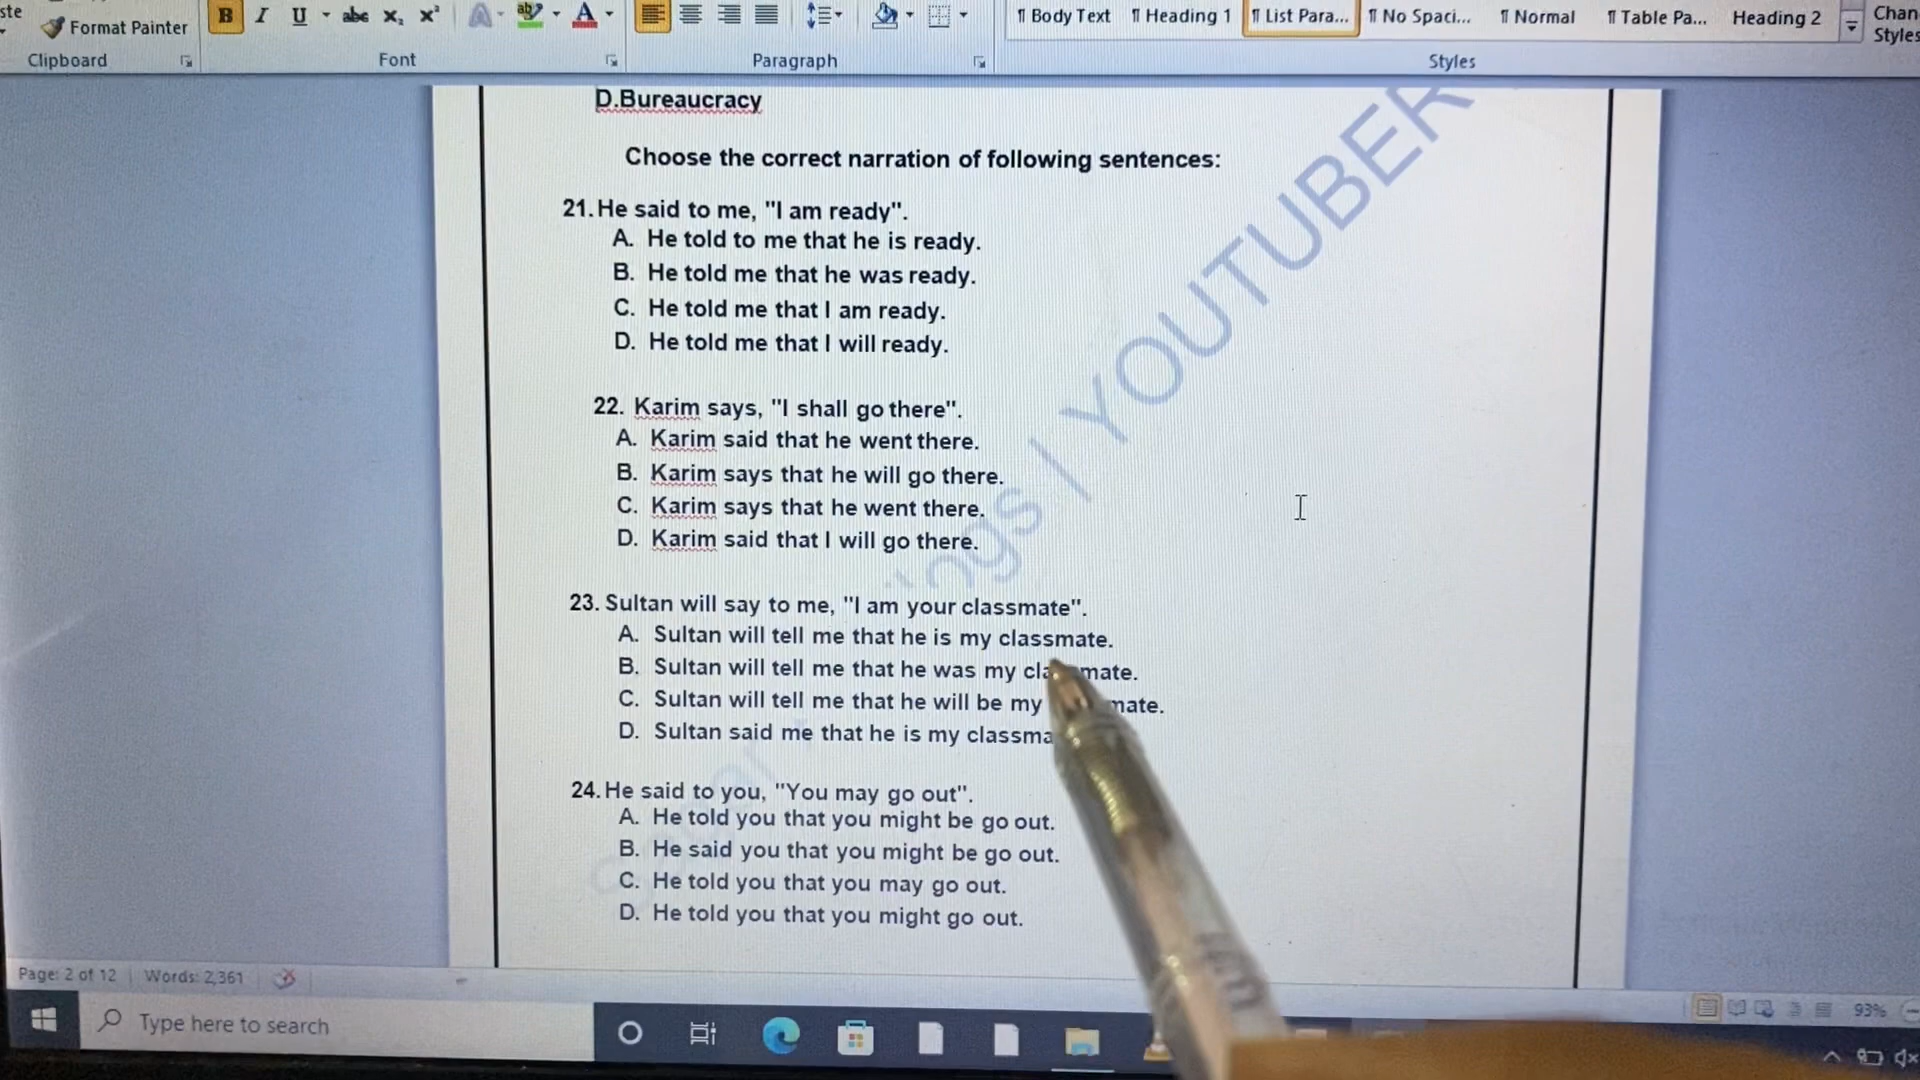 ste
Format Painter
B I U abc x₂ x² A ab A
¶ Body Text ¶ Heading 1 ¶ List Para... ¶ No Spaci... ¶ Normal ¶ Table Pa... Heading 2
Chan
Styles
Clipboard Font Paragraph Styles
D.Bureaucracy
Choose the correct narration of following sentences:
21. He said to me, "I am ready".
A. He told to me that he is ready.
B. He told me that he was ready.
C. He told me that I am ready.
D. He told me that I will ready.
22. Karim says, "I shall go there".
A. Karim said that he went there.
B. Karim says that he will go there.
C. Karim says that he went there.
D. Karim said that I will go there.
23. Sultan will say to me, "I am your classmate".
A. Sultan will tell me that he is my classmate.
B. Sultan will tell me that he was my cla mate.
C. Sultan will tell me that he will be my mate.
D. Sultan said me that he is my classma
24. He said to you, "You may go out".
A. He told you that you might be go out.
B. He said you that you might be go out.
C. He told you that you may go out.
D. He told you that you might go out.
| YOUTUBER
Page: 2 of 12 Words: 2,361
93%
Type here to search